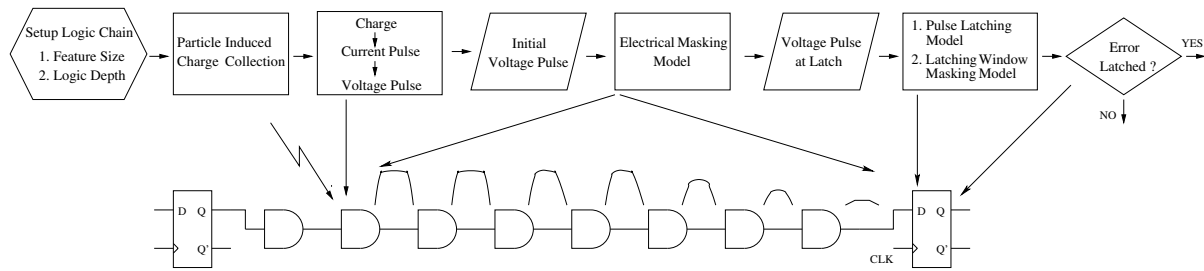 Setup Logic Chain
1. Feature Size
2. Logic Depth
Particle Induced
Charge Collection
Charge
Current Pulse
Voltage Pulse
Initial
Voltage Pulse
Electrical Masking
Model
Voltage Pulse
at Latch
1. Pulse Latching
Model
2. Latching Window
Masking Model
Error
Latched ?
YES
NO
D Q
Q'
D Q
Q'
CLK